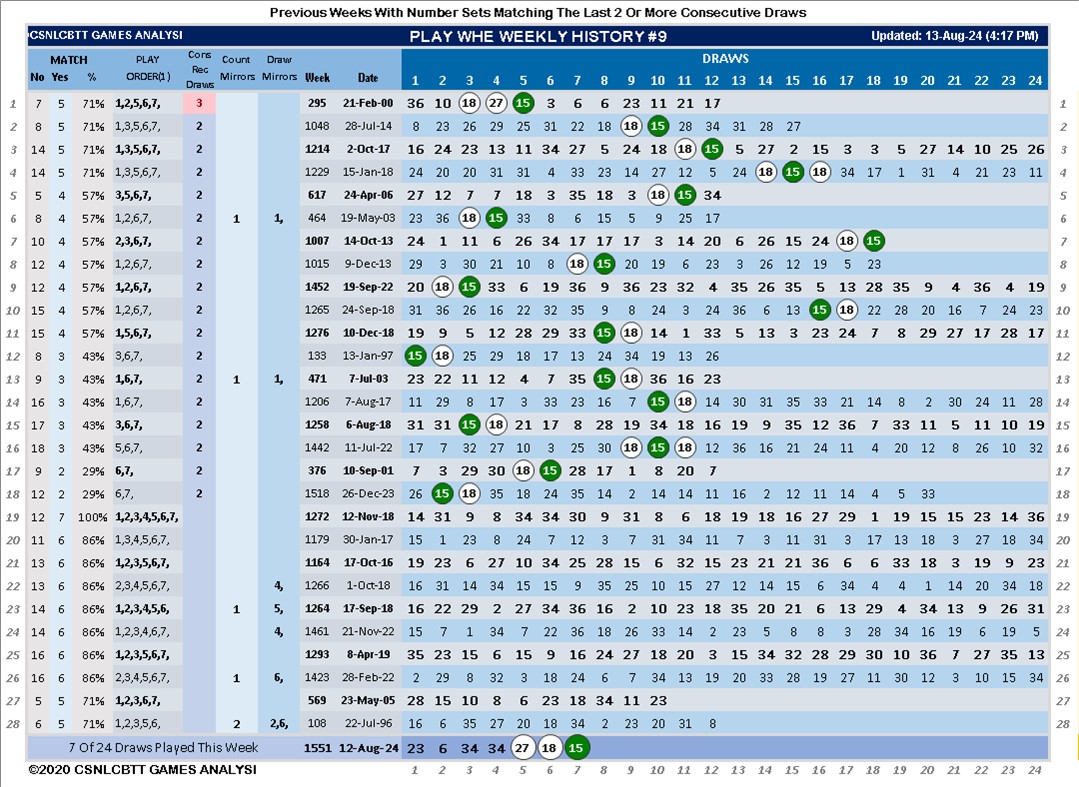 Previous Weeks With Number Sets Matching The Last 2 Or More Consecutive Draws
CSNLCBTT GAMES ANALYSI PLAY WHE WEEKLY HISTORY #9 Updated: 13-Aug-24 (4:17 PM)
MATCH PLAY Cons Count Draw DRAWS
No Yes % ORDER(1) Rec Draws Mirrors Mirrors Week Date 1 2 3 4 5 6 7 8 9 10 11 12 13 14 15 16 17 18 19 20 21 22 23 24
1 7 5 71% 1,2,5,6,7, 3 295 21-Feb-00 36 10 18 27 15 3 6 6 23 11 21 17 1
2 8 5 71% 1,3,5,6,7, 2 1048 28-Jul-14 8 23 26 29 25 31 22 18 18 15 28 34 31 28 27 2
3 14 5 71% 1,3,5,6,7, 2 1214 2-Oct-17 16 24 23 13 11 34 27 5 24 18 18 15 5 27 2 15 3 3 5 27 14 10 25 26 3
4 14 5 71% 1,3,5,6,7, 2 1229 15-Jan-18 24 20 20 31 31 4 33 23 14 27 12 5 24 18 15 18 34 17 1 31 4 21 23 11 4
5 5 4 57% 3,5,6,7, 2 617 24-Apr-06 27 12 7 7 18 3 35 18 3 18 15 34 5
6 8 4 57% 1,2,6,7, 2 1 1, 464 19-May-03 23 36 18 15 33 8 6 15 5 9 25 17 6
7 10 4 57% 2,3,6,7, 2 1007 14-Oct-13 24 1 11 6 26 34 17 17 17 3 14 20 6 26 15 24 18 15 7
8 12 4 57% 1,2,6,7, 2 1015 9-Dec-13 29 3 30 21 10 8 18 15 20 19 6 23 3 26 12 19 5 23 8
9 12 4 57% 1,2,6,7, 2 1452 19-Sep-22 20 18 15 33 6 19 36 9 36 23 32 4 35 26 35 5 13 28 35 9 4 36 4 19 9
10 15 4 57% 1,2,6,7, 2 1265 24-Sep-18 31 36 26 16 22 32 35 9 8 24 3 24 36 6 15 15 18 22 28 20 16 7 24 23 10
11 15 4 57% 1,5,6,7, 2 1276 10-Dec-18 19 9 5 12 28 29 33 15 18 14 1 33 5 13 3 23 24 7 8 29 27 17 28 17 11
12 8 3 43% 3,6,7, 2 133 13-Jan-97 15 18 25 29 18 17 13 24 34 19 13 26 12
13 9 3 43% 1,6,7, 2 1 1, 471 7-Jul-03 23 22 11 12 4 7 35 15 18 36 16 23 13
14 16 3 43% 1,6,7, 2 1206 7-Aug-17 11 29 8 17 3 33 23 16 7 15 18 14 30 31 35 33 21 14 8 2 30 24 11 28 14
15 17 3 43% 3,6,7, 2 1258 6-Aug-18 31 31 15 18 21 17 8 28 19 34 18 16 19 9 35 12 36 7 33 11 5 11 10 19 15
16 18 3 43% 5,6,7, 2 1442 11-Jul-22 17 7 32 27 10 3 25 30 18 15 18 12 36 16 21 24 11 4 20 12 8 26 10 32 16
17 9 2 29% 6,7, 2 376 10-Sep-01 7 3 29 30 18 15 28 17 1 8 20 7 17
18 12 2 29% 6,7, 2 1518 26-Dec-23 26 15 18 35 18 24 35 14 2 14 14 11 16 2 12 11 14 4 5 33 18
19 12 7 100% 1,2,3,4,5,6,7, 1272 12-Nov-18 14 31 9 8 34 34 30 9 31 8 6 18 19 18 16 27 29 1 19 15 15 23 14 36 19
20 11 6 86% 1,3,4,5,6,7, 1179 30-Jan-17 15 1 23 8 24 7 12 3 7 31 34 11 7 3 11 31 3 17 13 18 3 27 18 34 20
21 13 6 86% 1,2,3,5,6,7, 1164 17-Oct-16 19 23 6 27 10 34 25 28 15 6 32 15 23 21 21 36 6 6 33 18 3 19 9 23 21
22 13 6 86% 2,3,4,5,6,7, 4, 1266 1-Oct-18 16 31 14 34 15 15 9 35 25 10 18 27 12 14 15 6 34 4 4 1 14 20 34 18 22
23 14 6 86% 1,2,3,4,5,6, 1 5, 1264 17-Sep-18 16 22 29 2 27 34 36 16 2 10 23 18 35 20 21 6 13 29 4 34 13 9 26 31 23
24 14 6 86% 1,2,3,4,6,7, 4, 1461 21-Nov-22 15 7 1 34 7 22 36 18 26 33 14 2 23 5 8 8 3 28 34 16 19 6 19 5 24
25 16 6 86% 1,2,3,5,6,7, 1293 8-Apr-19 35 23 15 6 15 9 16 24 27 18 20 3 15 34 32 28 29 30 10 36 7 27 35 13 25
26 16 6 86% 2,3,4,5,6,7, 1 6, 1423 28-Feb-22 2 29 8 32 3 18 24 6 7 34 13 19 20 33 28 19 27 11 30 12 3 10 15 34 26
27 5 5 71% 1,2,3,6,7, 569 23-May-05 28 15 10 8 6 23 18 34 11 10 23 27
28 6 5 71% 1,2,3,5,6, 2 2,6, 108 22-Jul-96 16 6 35 27 20 18 34 2 23 20 31 8 28
7 Of 24 Draws Played This Week 1551 12-Aug-24 23 6 34 34 27 18 15
©2020 CSNLCBTT GAMES ANALYSI 1 2 3 4 5 6 7 8 9 10 11 12 13 14 15 16 17 18 19 20 21 22 23 24